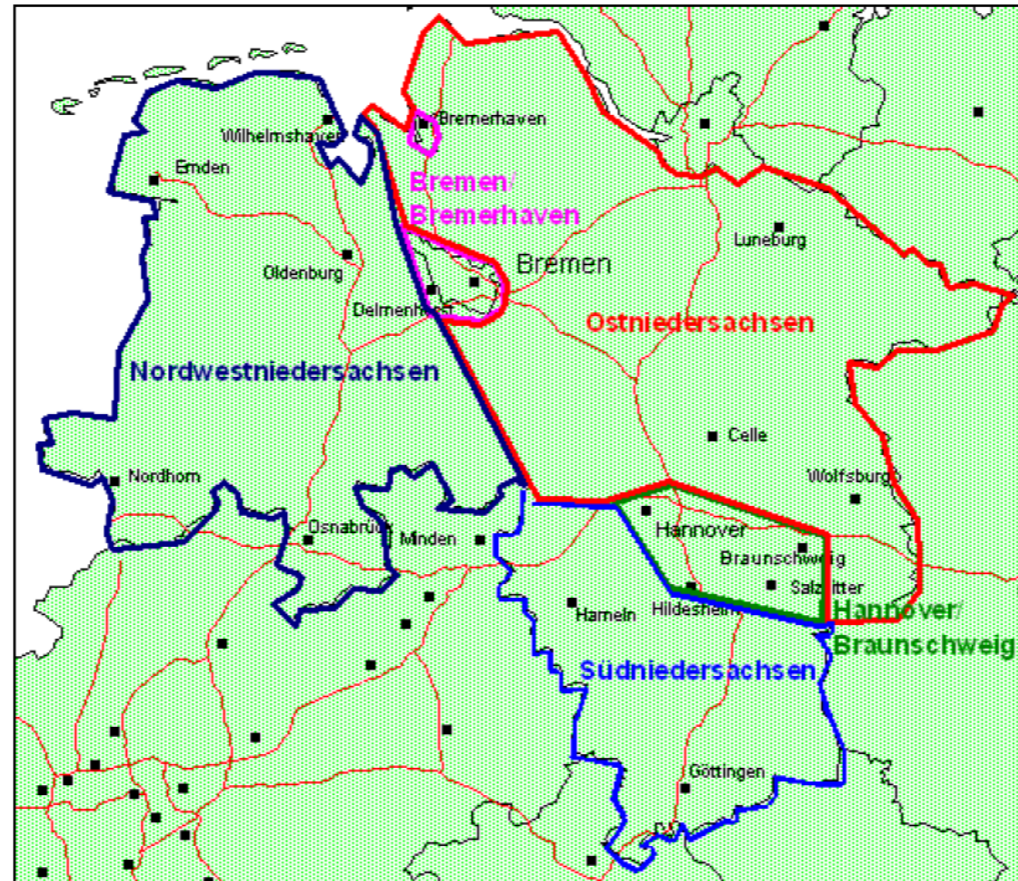 Bremerhaven
Wilhelmshaven
Emden
Bremen/
Bremerhaven
Luneburg
Oldenburg
Bremen
Delmenhorst
Ostniedersachsen
Nordwestniedersachsen
Celle
Nordhorn
Wolfsburg
Hannover
Osnabrück
Minden
Braunschweig
Salzgitter
Hildesheim
Hameln
Hannover/
Braunschweig
Südniedersachsen
Göttingen